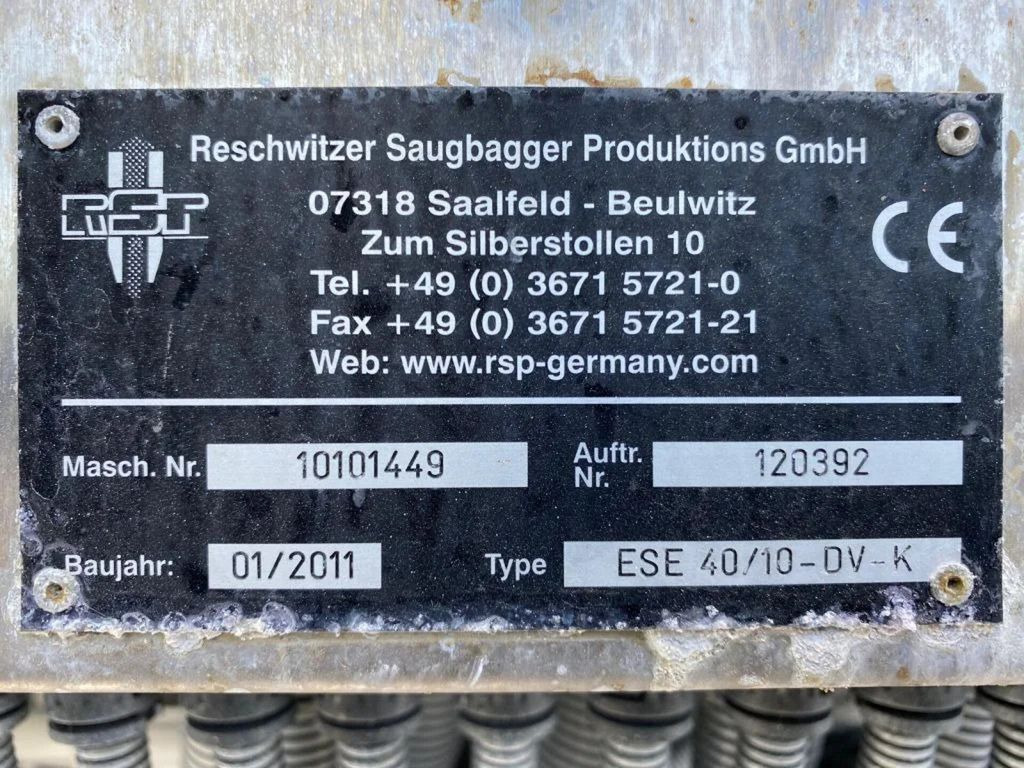 Reschwitzer Saugbagger Produktions GmbH
RSP
07318 Saalfeld - Beulwitz
Zum Silberstollen 10
Tel. +49 (0) 3671 5721-0
Fax +49 (0) 3671 5721-21
Web: www.rsp-germany.com
CE
Masch. Nr. 10101449 Auftr. Nr. 120392
Baujahr: 01/2011 Type ESE 40/10-DV-K